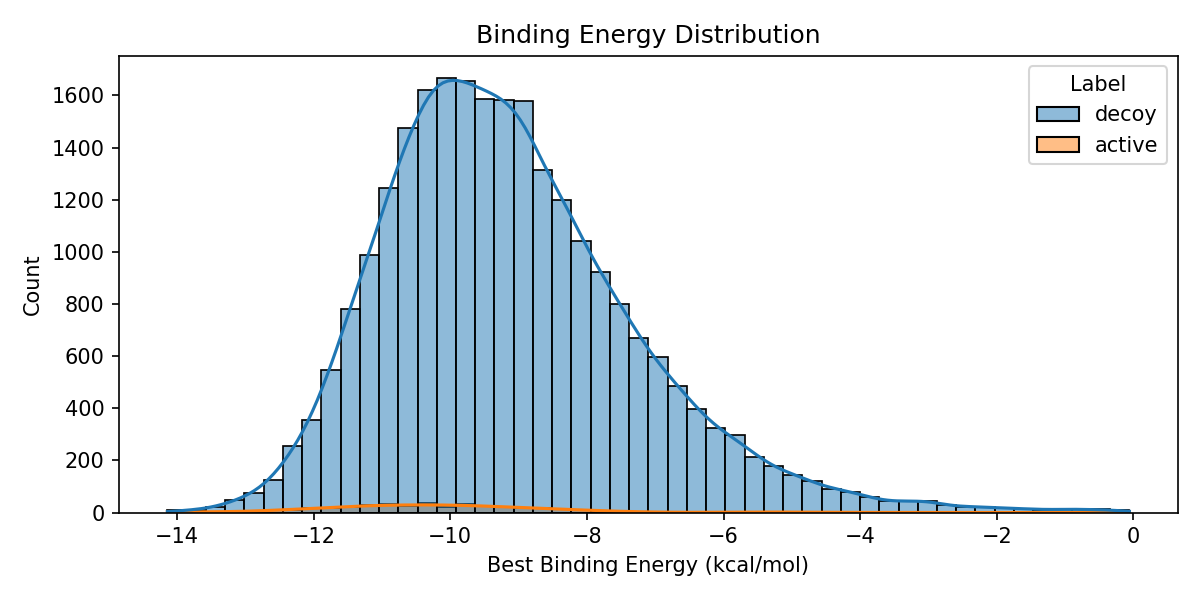 Binding Energy Distribution
Label
decoy
active
Count
1600
1400
1200
1000
800
600
400
200
0
−14 −12 −10 −8 −6 −4 −2 0
Best Binding Energy (kcal/mol)